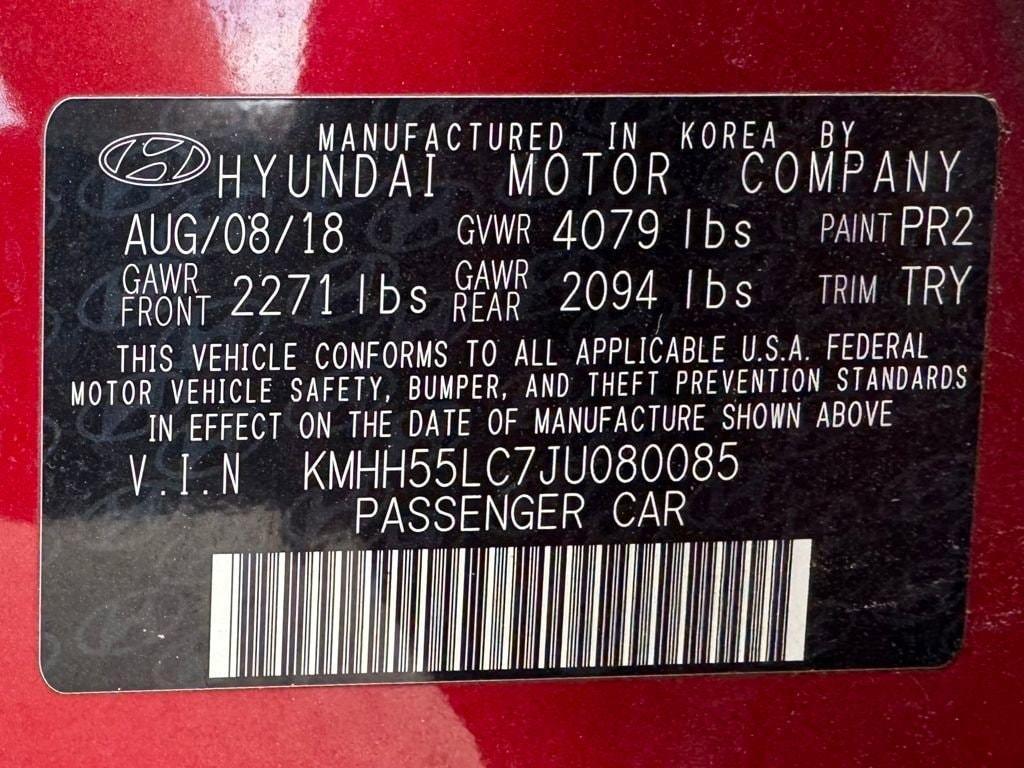 MANUFACTURED IN KOREA BY
HYUNDAI MOTOR COMPANY
AUG/08/18 GVWR 4079 lbs PAINT PR2
GAWR FRONT 2271 lbs GAWR REAR 2094 lbs TRIM TRY
THIS VEHICLE CONFORMS TO ALL APPLICABLE U.S.A. FEDERAL
MOTOR VEHICLE SAFETY, BUMPER, AND THEFT PREVENTION STANDARDS
IN EFFECT ON THE DATE OF MANUFACTURE SHOWN ABOVE
V.I.N KMHH55LC7JU080085
PASSENGER CAR